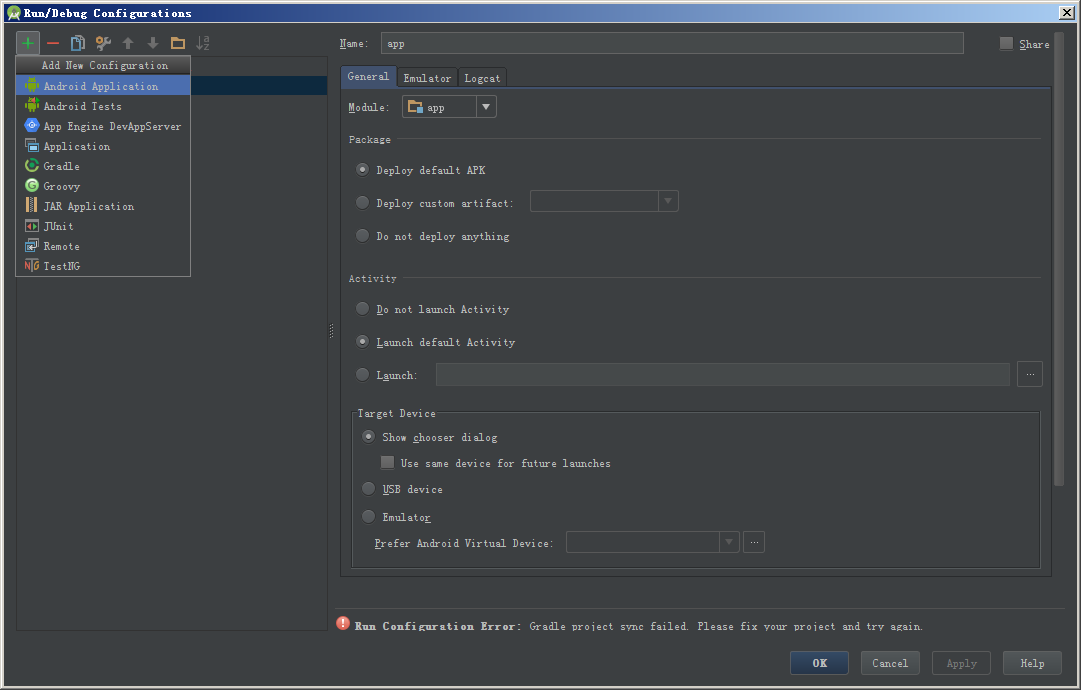 Run/Debug Configurations
Add New Configuration
Android Application
Android Tests
App Engine DevAppServer
Application
Gradle
Groovy
JAR Application
JUnit
Remote
TestNG
Name: app Share
General Emulator Logcat
Module: app
Package
Deploy default APK
Deploy custom artifact:
Do not deploy anything
Activity
Do not launch Activity
Launch default Activity
Launch: ...
Target Device
Show chooser dialog
Use same device for future launches
USB device
Emulator
Prefer Android Virtual Device: ...
Run Configuration Error: Gradle project sync failed. Please fix your project and try again.
OK Cancel Apply Help